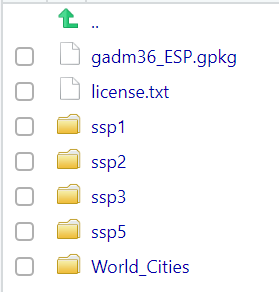 ..
gadm36_ESP.gpkg
license.txt
ssp1
ssp2
ssp3
ssp5
World_Cities